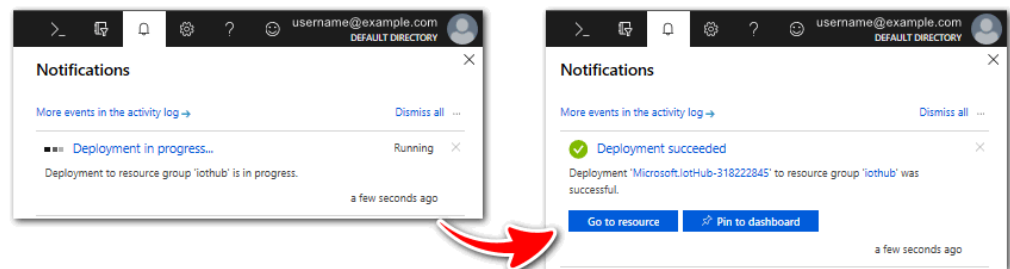 username@example.com
DEFAULT DIRECTORY
Notifications
More events in the activity log → Dismiss all ...
Deployment in progress... Running
Deployment to resource group 'iothub' is in progress.
a few seconds ago
username@example.com
DEFAULT DIRECTORY
Notifications
More events in the activity log → Dismiss all ...
Deployment succeeded
Deployment 'Microsoft.IotHub-318222845' to resource group 'iothub' was
successful.
Go to resource Pin to dashboard
a few seconds ago